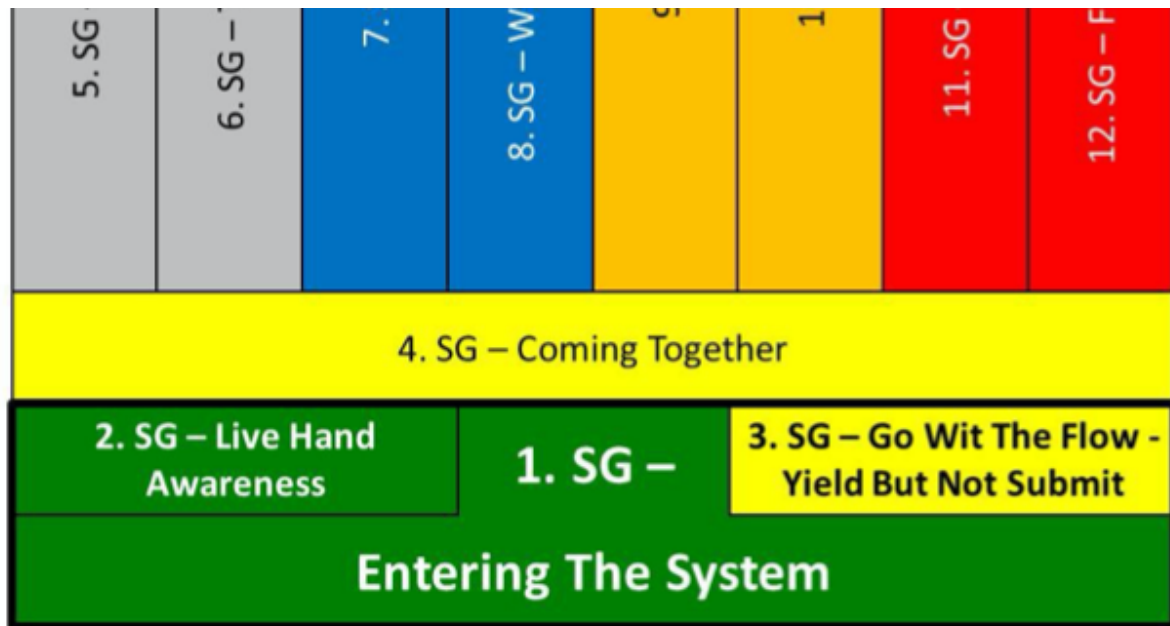 5. SG –
6. SG –
7.
8. SG – W
11. SG
12. SG – F
4. SG – Coming Together
2. SG – Live Hand
Awareness
1. SG –
3. SG – Go Wit The Flow -
Yield But Not Submit
Entering The System